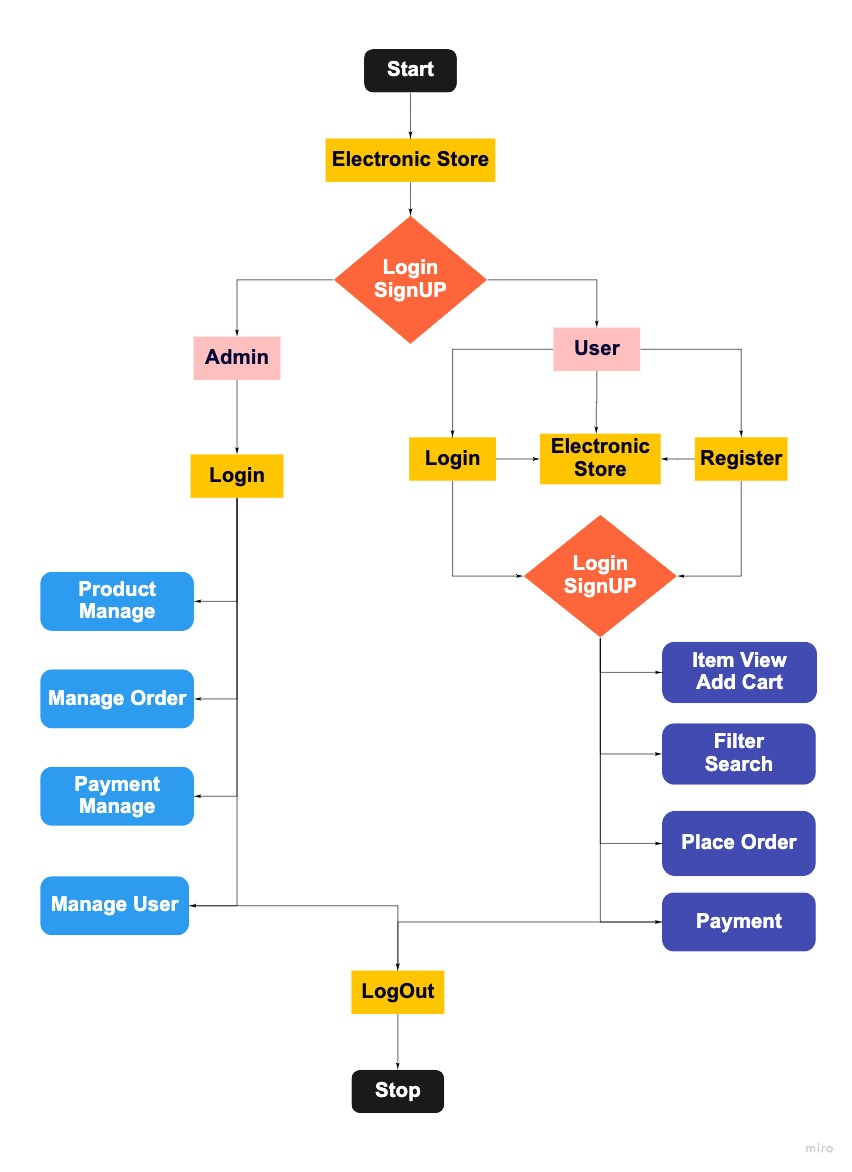 Start
Electronic Store
Login
SignUP
Admin
User
Login
Electronic
Store
Register
Login
Login
SignUP
Product
Manage
Manage Order
Payment
Manage
Manage User
Item View
Add Cart
Filter
Search
Place Order
Payment
LogOut
Stop
miro